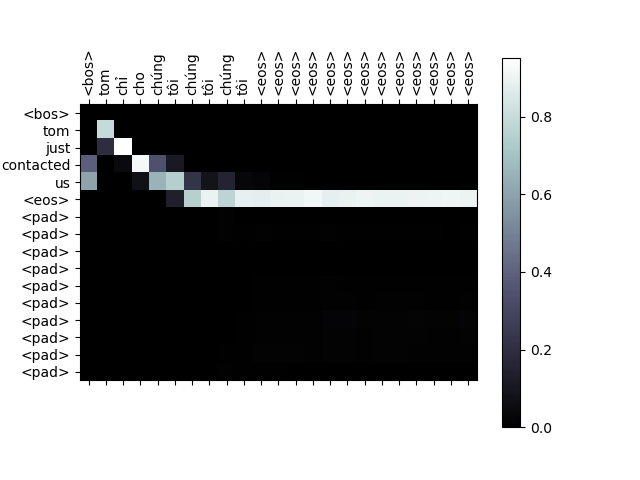 <bos> tom chỉ cho chúng tôi chúng tôi chúng tôi <eos> <eos> <eos> <eos> <eos> <eos> <eos> <eos> <eos> <eos> <eos> <eos> <eos>
<bos>
tom
just
contacted
us
<eos>
<pad>
<pad>
<pad>
<pad>
<pad>
<pad>
<pad>
<pad>
<pad>
<pad>
0.8
0.6
0.4
0.2
0.0